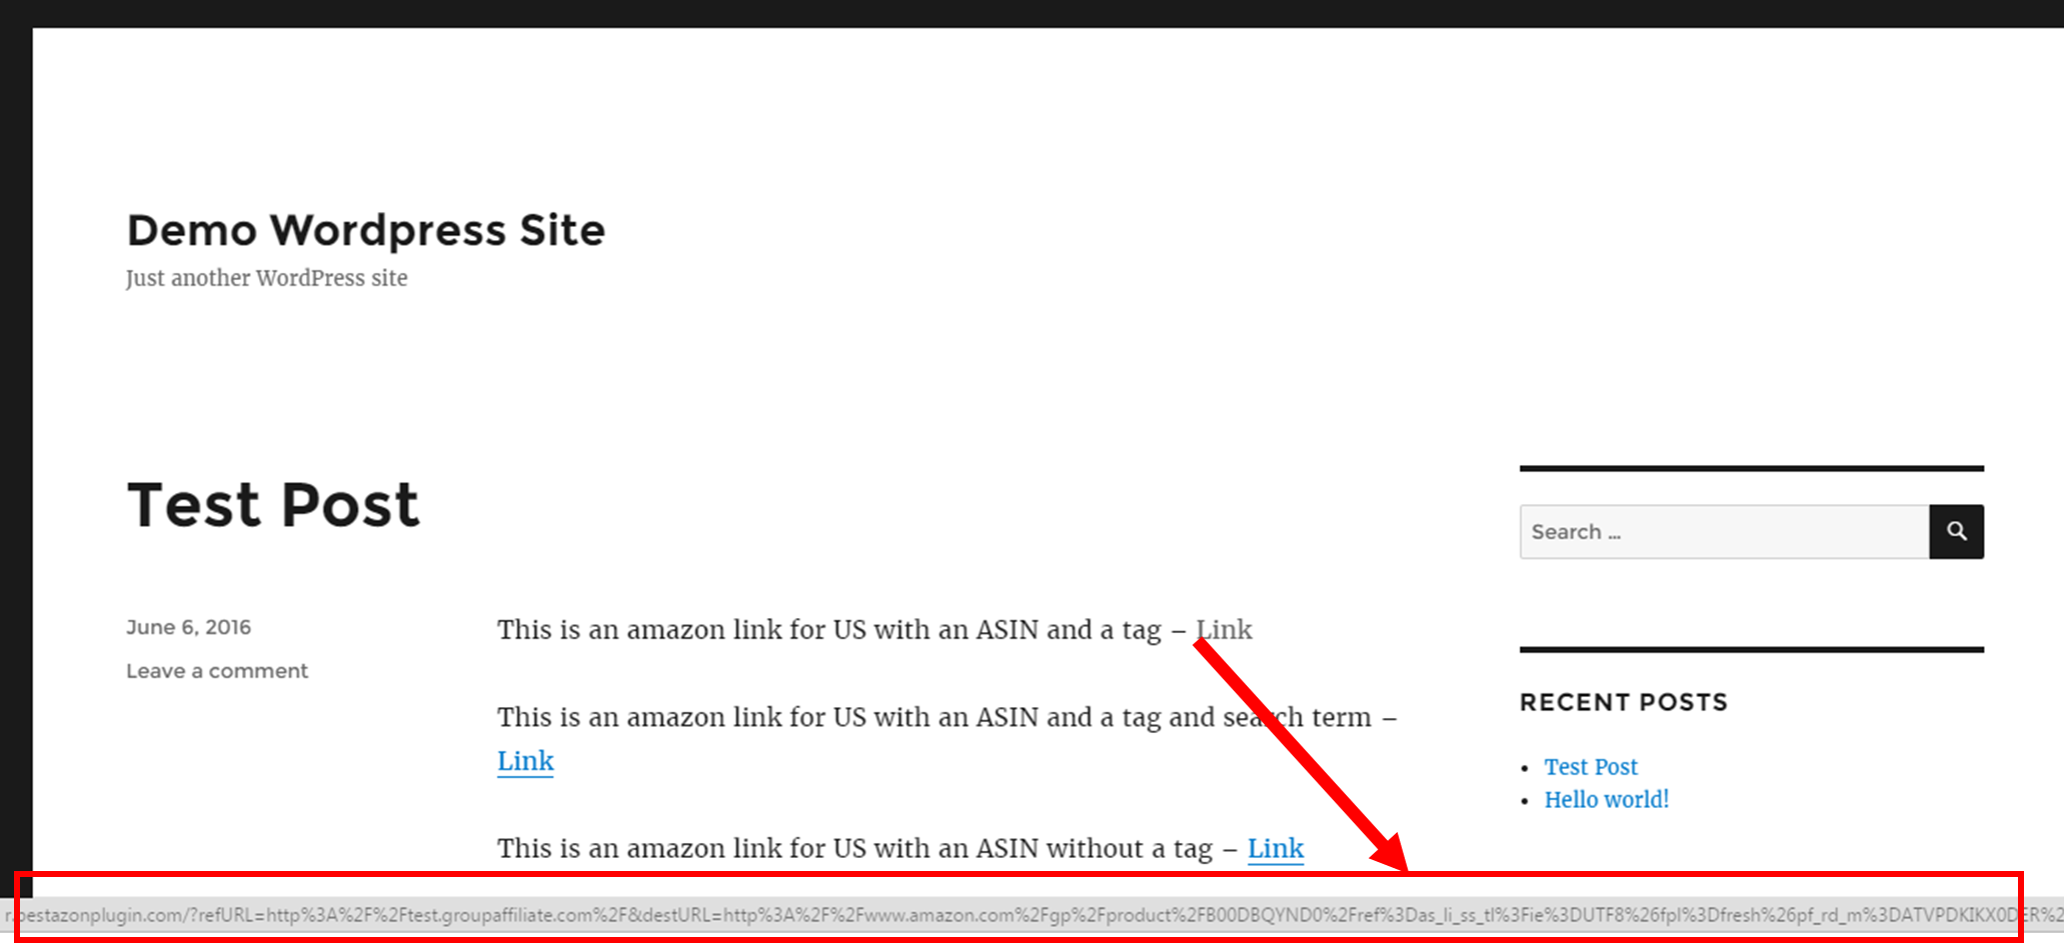 Demo Wordpress Site
Just another WordPress site
Test Post
June 6, 2016
Leave a comment
This is an amazon link for US with an ASIN and a tag – Link
This is an amazon link for US with an ASIN and a tag and search term –
Link
This is an amazon link for US with an ASIN without a tag – Link
Search ...
RECENT POSTS
Test Post
Hello world!
r.bestazonplugin.com/?refURL=http%3A%2F%2Ftest.groupaffiliate.com%2F&destURL=http%3A%2F%2Fwww.amazon.com%2Fgp%2Fproduct%2FB00DBQYND0%2Fref%3Das_li_ss_tl%3Fie%3DUTF8%26fpl%3Dfresh%26pf_rd_m%3DATVPDKIKX0DER%2